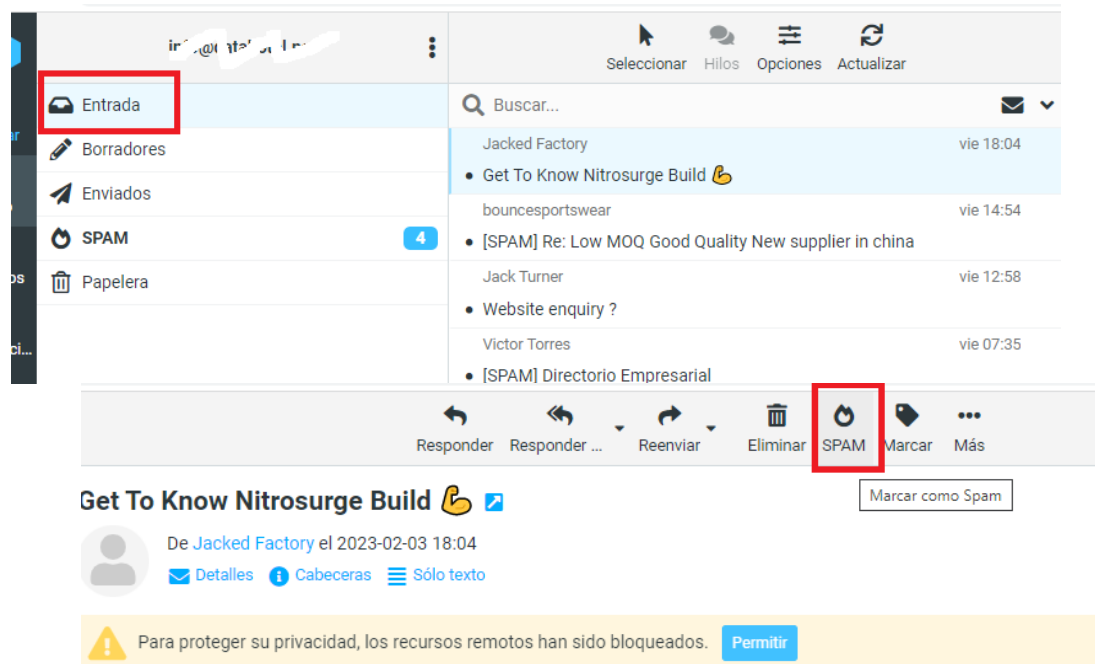 Seleccionar Hilos Opciones Actualizar
Entrada
Borradores
Enviados
SPAM 4
Papelera
Buscar...
Jacked Factory vie 18:04
• Get To Know Nitrosurge Build 💪
bouncesportswear vie 14:54
• [SPAM] Re: Low MOQ Good Quality New supplier in china
Jack Turner vie 12:58
• Website enquiry ?
Victor Torres vie 07:35
• [SPAM] Directorio Empresarial
Responder Responder ... Reenviar Eliminar SPAM Marcar Más
Marcar como Spam
Get To Know Nitrosurge Build 💪
De Jacked Factory el 2023-02-03 18:04
Detalles Cabeceras Sólo texto
Para proteger su privacidad, los recursos remotos han sido bloqueados. Permitir